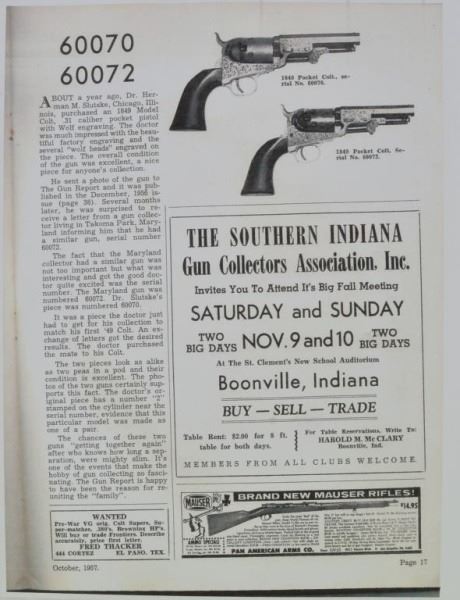 60070
60072
ABOUT a year ago, Dr. Her-
man M. Slutske, Chicago, Illi-
nois, purchased an 1849 Model
Colt, .31 caliber pocket pistol
with Wolf engraving. The doctor
was much impressed with the beau-
tiful factory engraving and the
several "wolf heads" engraved on
the piece. The overall condition
of the gun was excellent, a nice
piece for anyone's collection.
He sent a photo of the gun to
The Gun Report and it was pub-
lished in the December, 1956 issue
(page 36). Several months
later, he was surprised to re-
ceive a letter from a gun collec-
tor living in Takoma Park, Mary-
land informing him that he had
a similar gun, serial number
60072.
The fact that the Maryland
collector had a similar gun was
not too important but what was
interesting and got the good doc-
tor quite excited was the serial
number. The Maryland gun was
numbered 60072. Dr. Slutske's
piece was numbered 60070.
It was a piece the doctor just
had to get for his collection to
match his first '49 Colt. An ex-
change of letters got the desired
results. The doctor purchased
the mate to his Colt.
The two pieces look as alike
as two peas in a pod and their
condition is excellent. The pho-
tos of the two guns certainly sup-
ports this fact. The doctor's or-
iginal piece has a number "2"
stamped on the cylinder near the
serial number, evidence that this
particular model was made as
one of a pair.
The chances of these two
guns "getting together again"
after who knows how long a sep-
aration, were mighty slim. It's
one of the events that make the
hobby of gun collecting so fasci-
nating. The Gun Report is happy
to have been the reason for re-
uniting the "family".
WANTED
Pre-War VG orig. Colt Supers, Su-
per-matches, 380's, Browning HP's.
Will buy or trade Frontiers. Describe
accurately, price first letter.
FRED THACKER
444 CORTEZ EL PASO, TEX.
1849 Pocket Colt, se-
rial No. 60070.
1849 Pocket Colt, Se-
rial No. 60072.
THE SOUTHERN INDIANA
Gun Collectors Association, Inc.
Invites You To Attend It's Big Fall Meeting
SATURDAY and SUNDAY
TWO BIG DAYS NOV. 9 and 10 TWO BIG DAYS
At The St. Clement's New School Auditorium
Boonville, Indiana
BUY — SELL — TRADE
Table Rent: $2.00 for 8 ft.
table for both days.
For Table Reservations, Write To:
HAROLD M. Mc CLARY
Boonville, Ind.
MEMBERS FROM ALL CLUBS WELCOME.
MAUSER
BRAND NEW MAUSER RIFLES!
$14.95
AMMO SPECIALS
PAN AMERICAN ARMS CO.
October, 1957.
Page 17